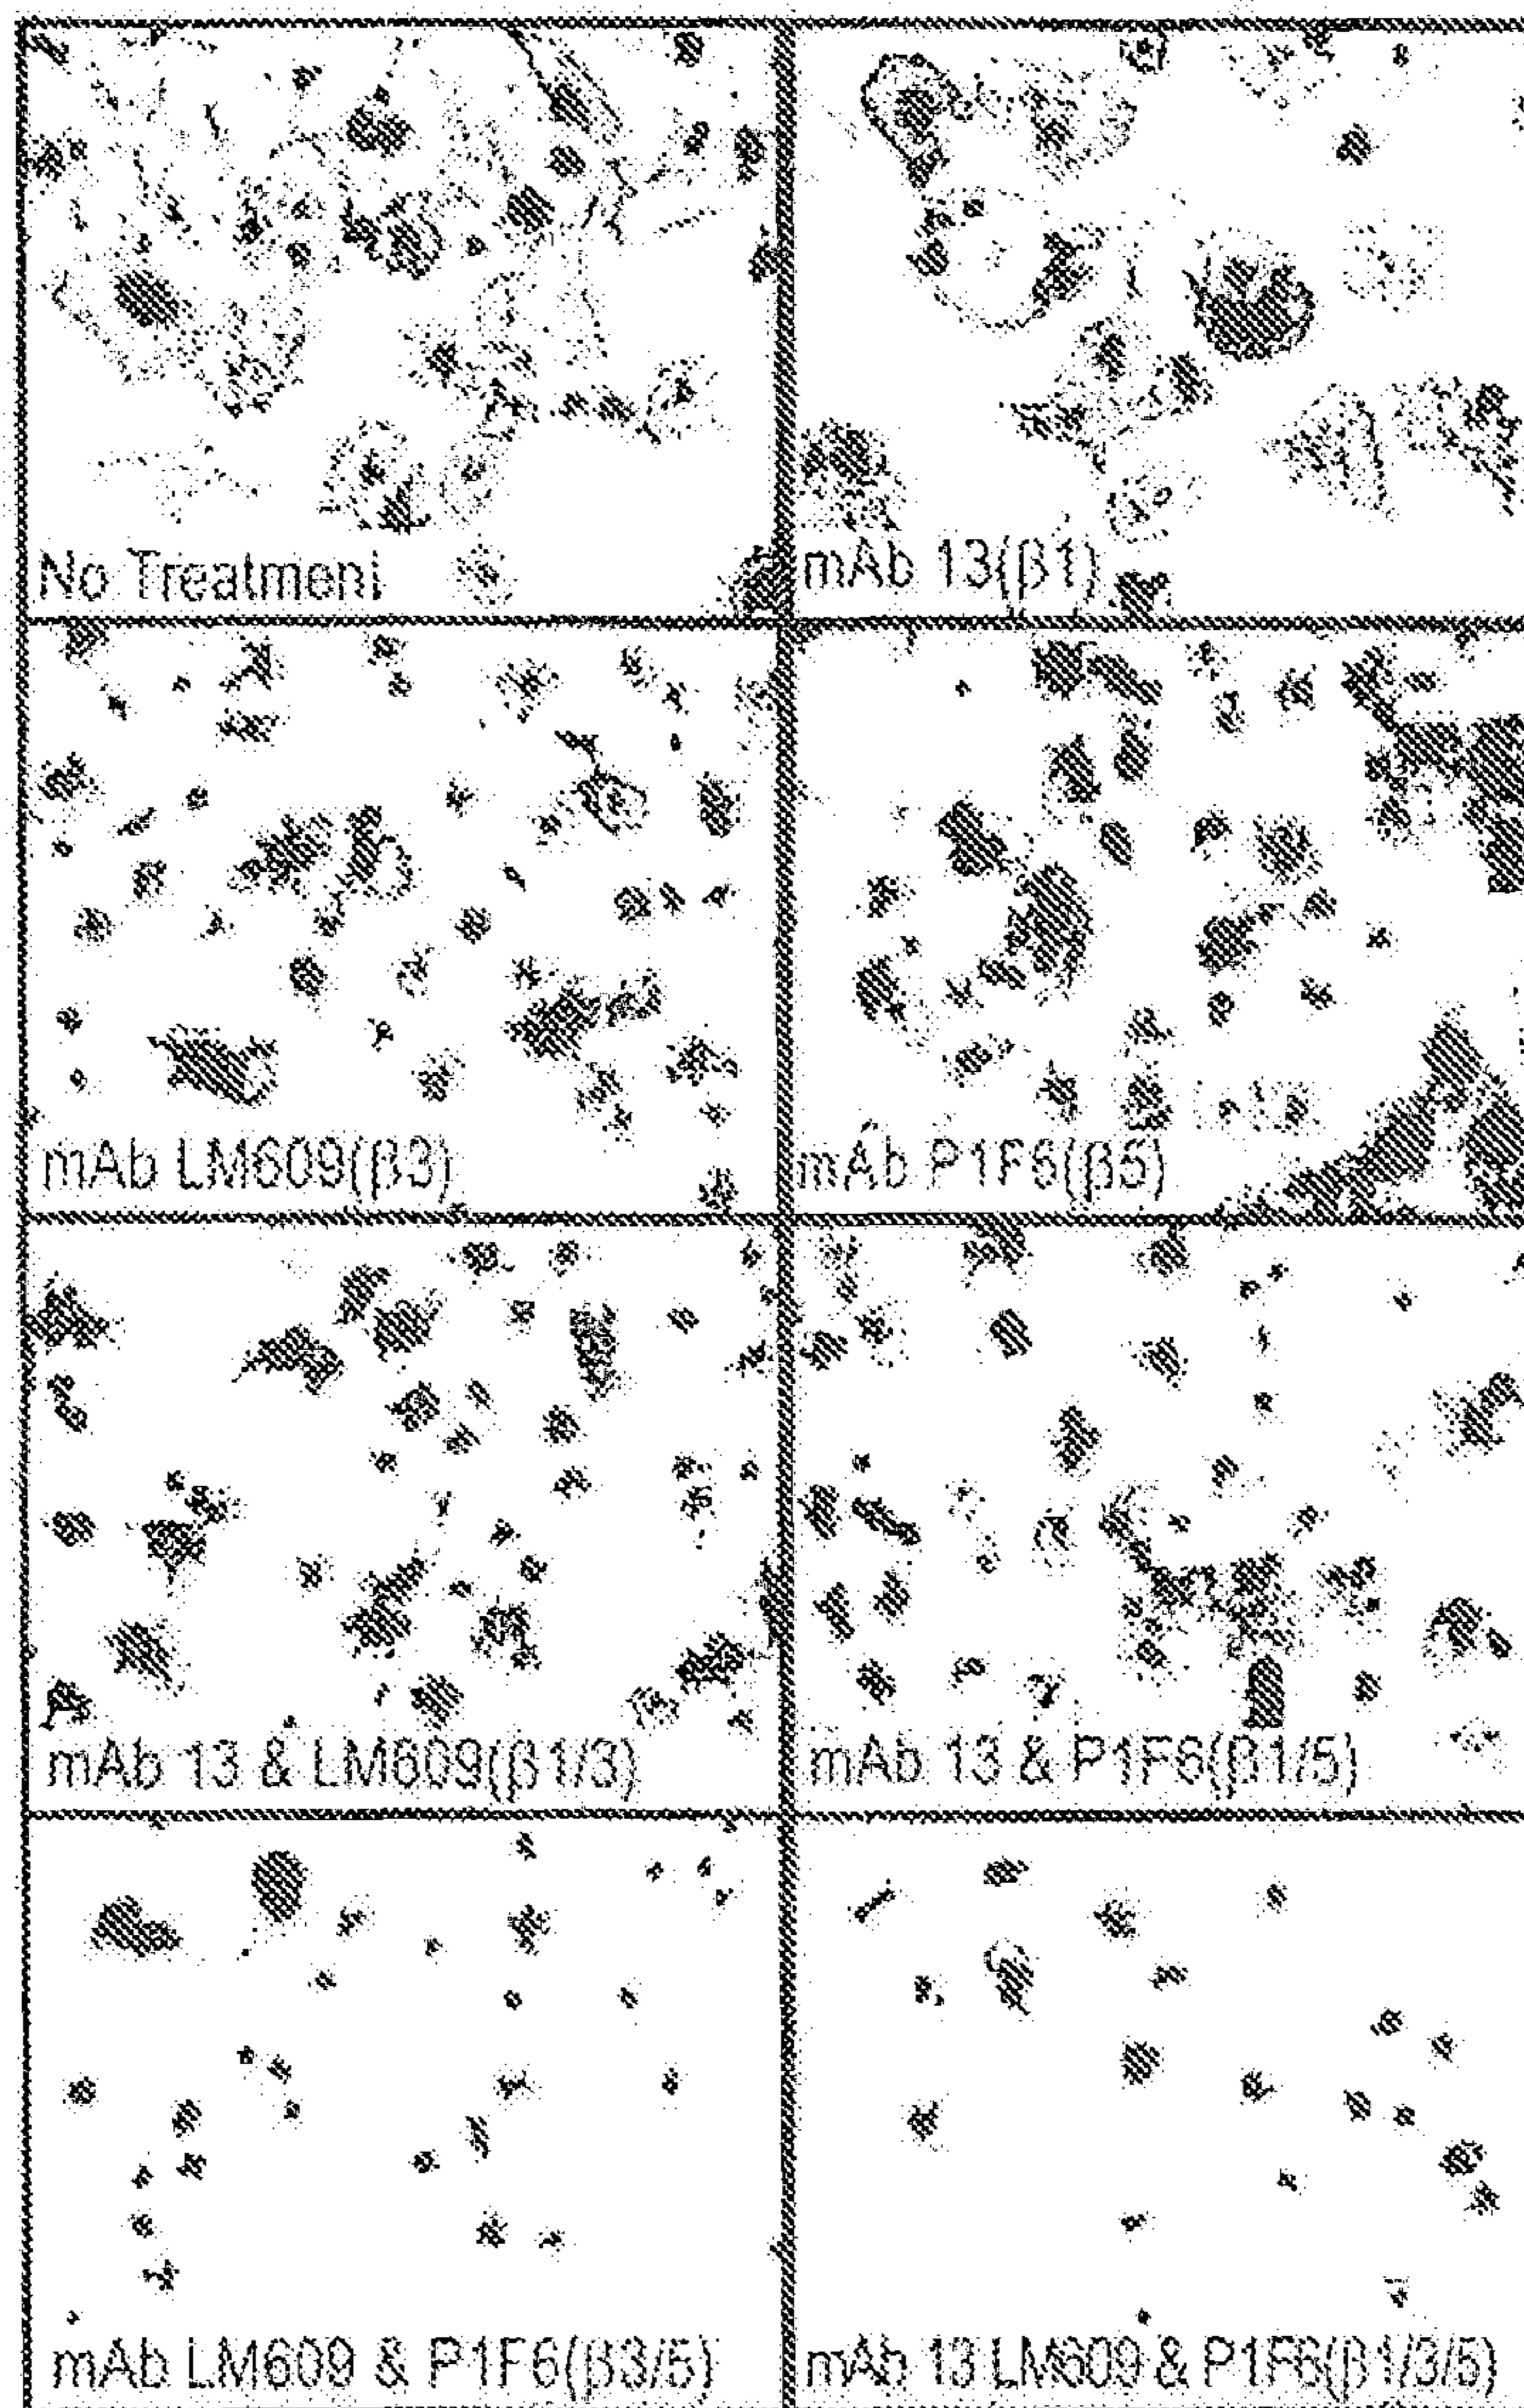 No Treatment
mAb 13(β1)
mAb LM609(β3)
mAb P1F6(β5)
mAb 13 & LM609(β1/3)
mAb 13 & P1F6(β1/5)
mAb LM609 & P1F6(β3/5)
mAb 13 LM609 & P1F6(β1/3/5)